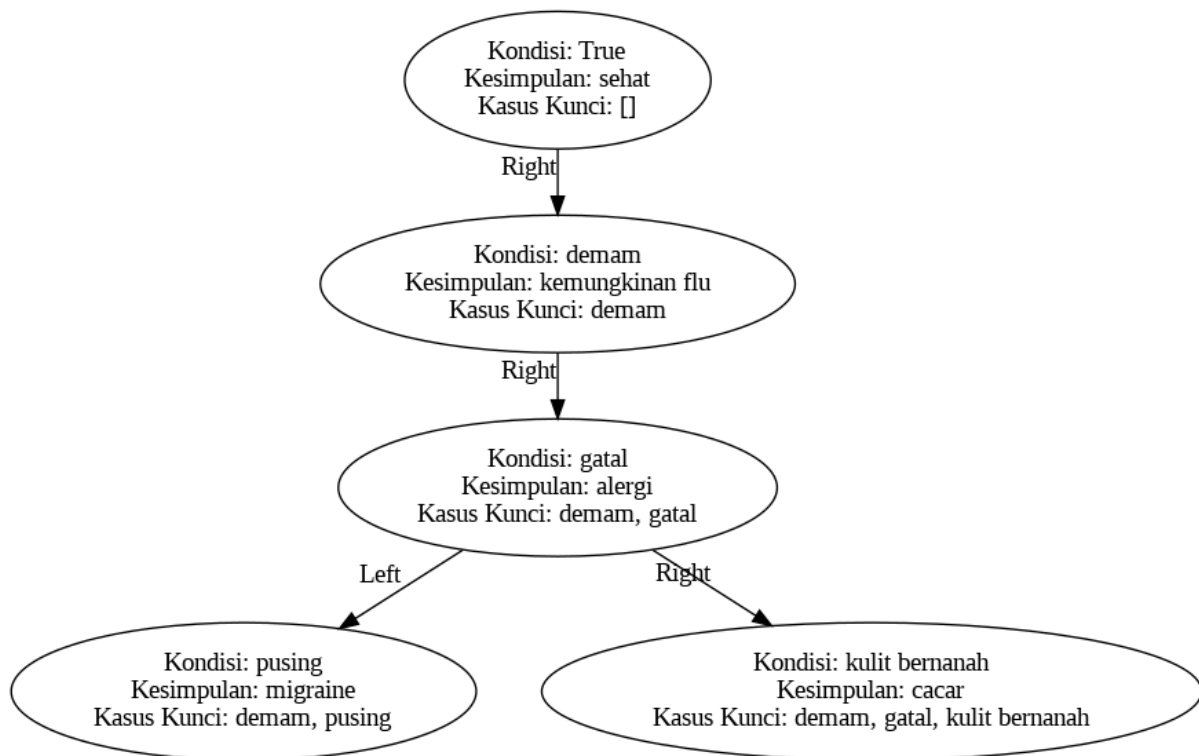 Kondisi: True
Kesimpulan: sehat
Kasus Kunci: []
Right
Kondisi: demam
Kesimpulan: kemungkinan flu
Kasus Kunci: demam
Right
Kondisi: gatal
Kesimpulan: alergi
Kasus Kunci: demam, gatal
Left
Right
Kondisi: pusing
Kesimpulan: migraine
Kasus Kunci: demam, pusing
Kondisi: kulit bernanah
Kesimpulan: cacar
Kasus Kunci: demam, gatal, kulit bernanah